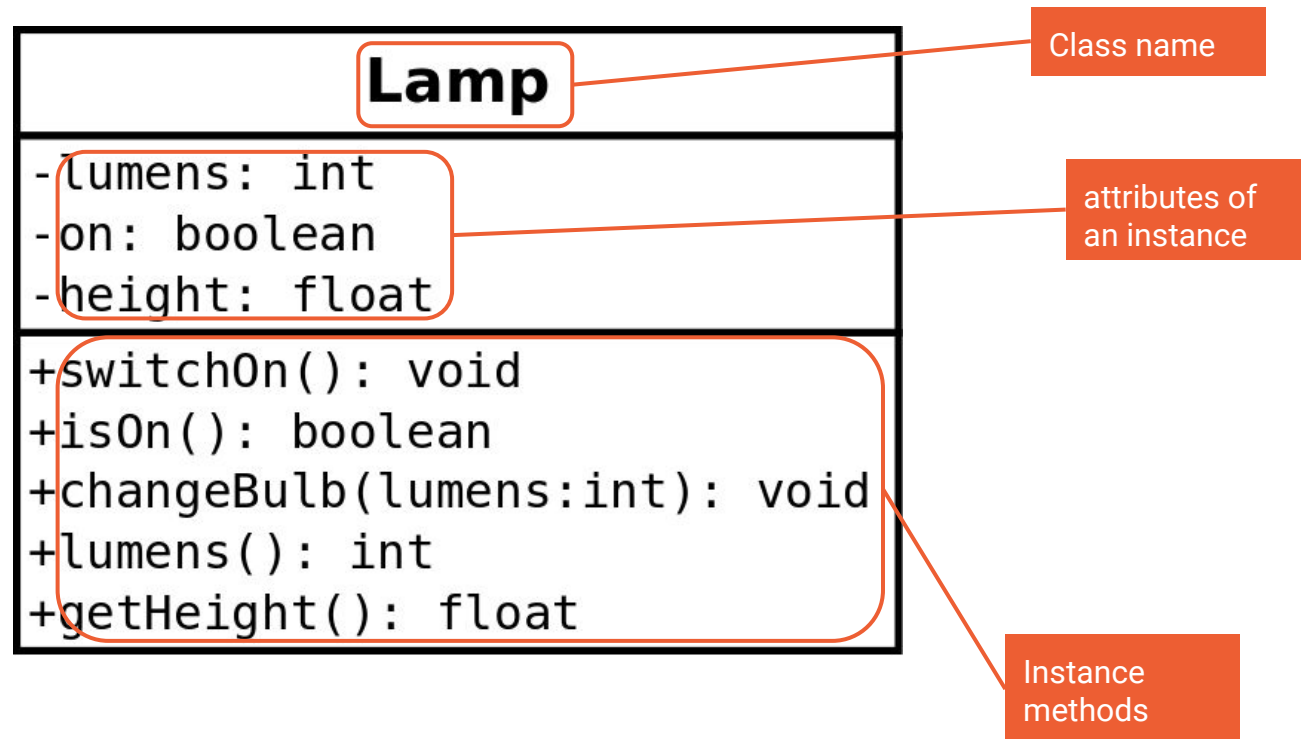 Lamp
Class name
-lumens: int
-on: boolean
-height: float
attributes of
an instance
+switchOn(): void
+isOn(): boolean
+changeBulb(lumens:int): void
+lumens(): int
+getHeight(): float
Instance
methods